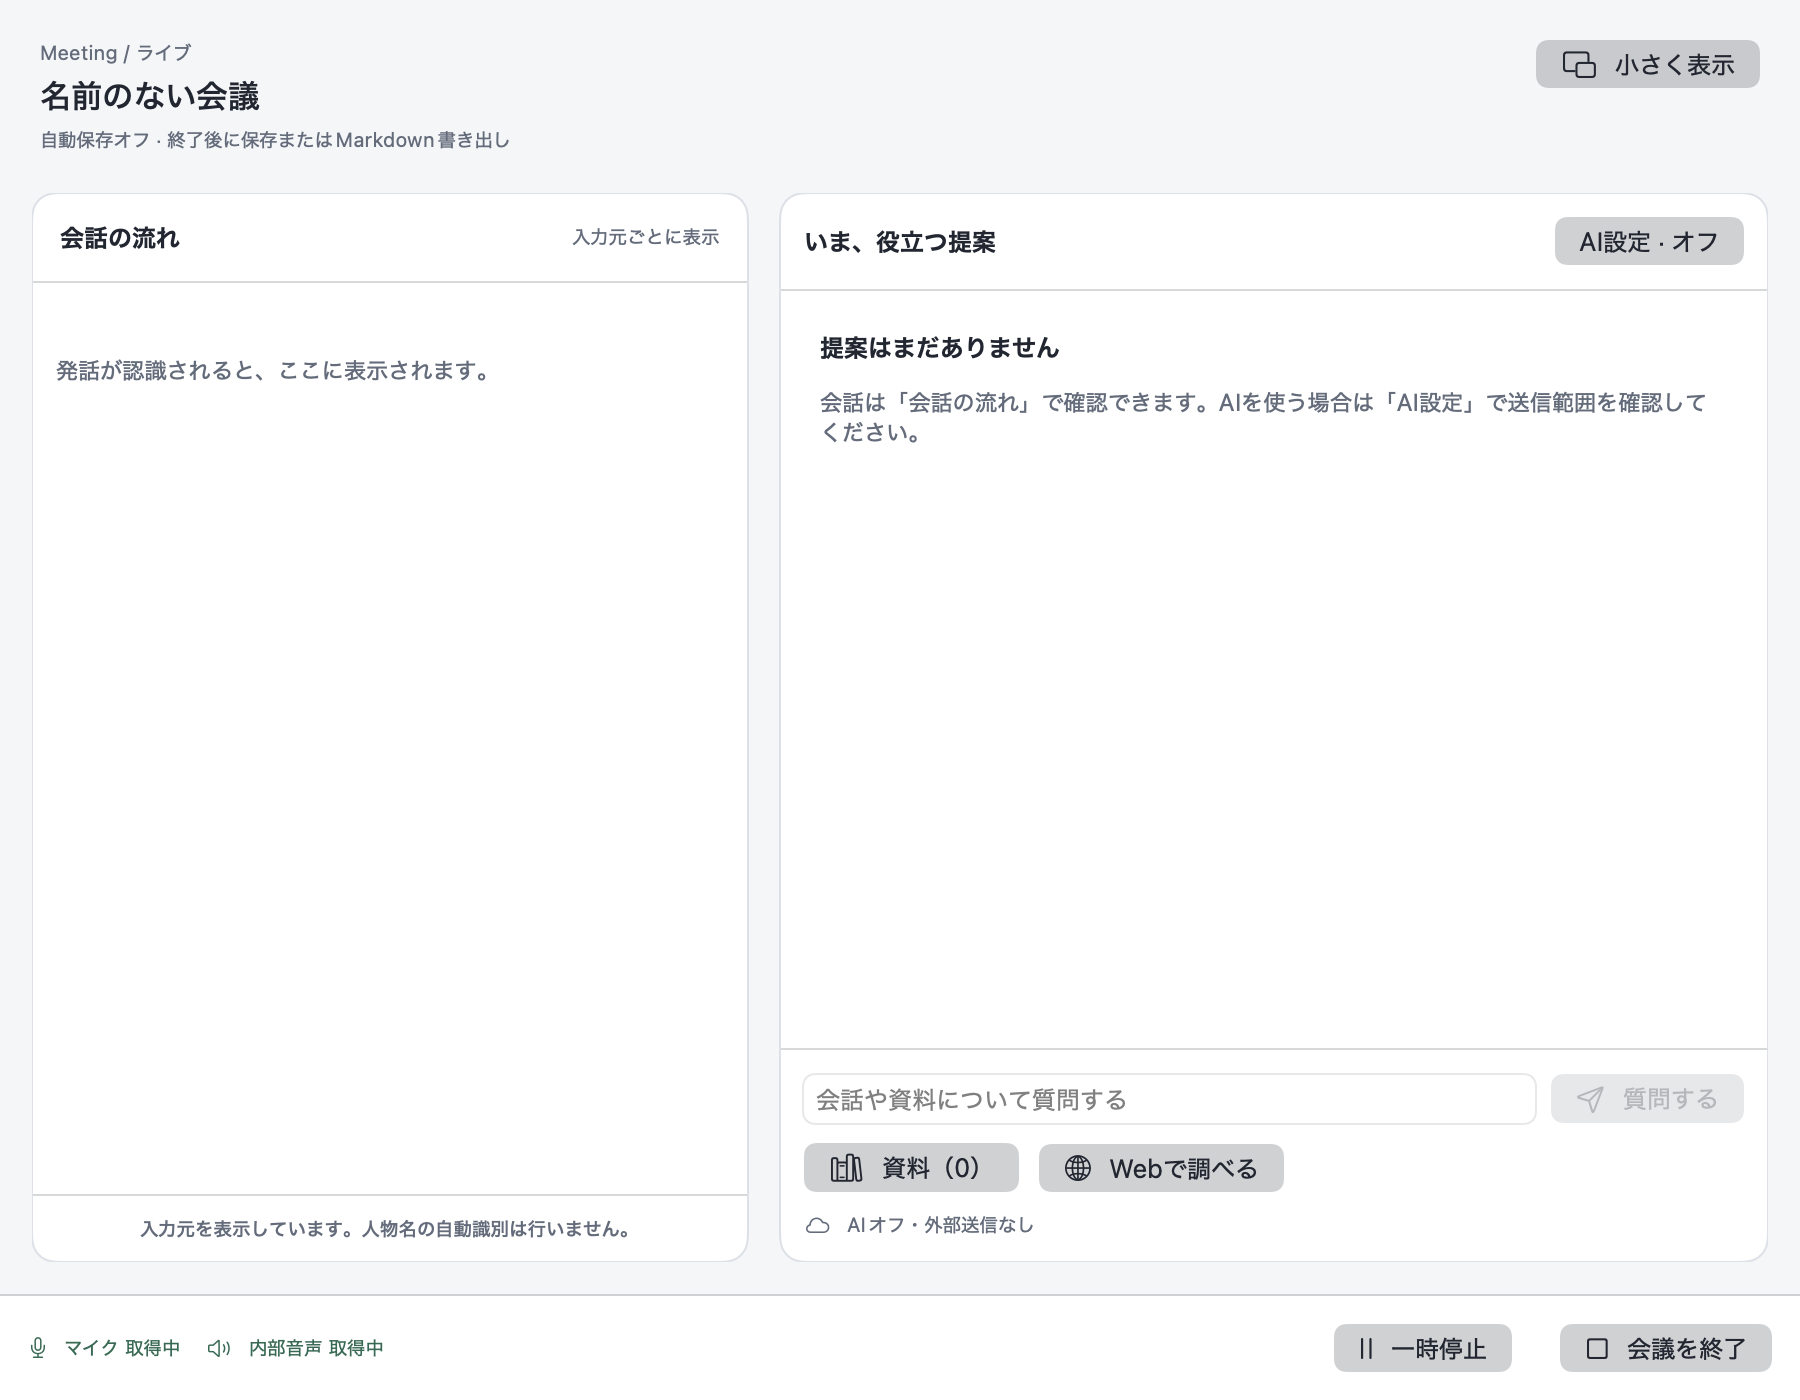 Meeting / ライブ
名前のない会議
自動保存オフ · 終了後に保存またはMarkdown書き出し
小さく表示
会話の流れ
入力元ごとに表示
発話が認識されると、ここに表示されます。
入力元を表示しています。人物名の自動識別は行いません。
いま、役立つ提案
AI設定 · オフ
提案はまだありません
会話は「会話の流れ」で確認できます。AIを使う場合は「AI設定」で送信範囲を確認して
ください。
会話や資料について質問する
質問する
資料（0）
Webで調べる
AIオフ・外部送信なし
マイク 取得中
内部音声 取得中
一時停止
会議を終了